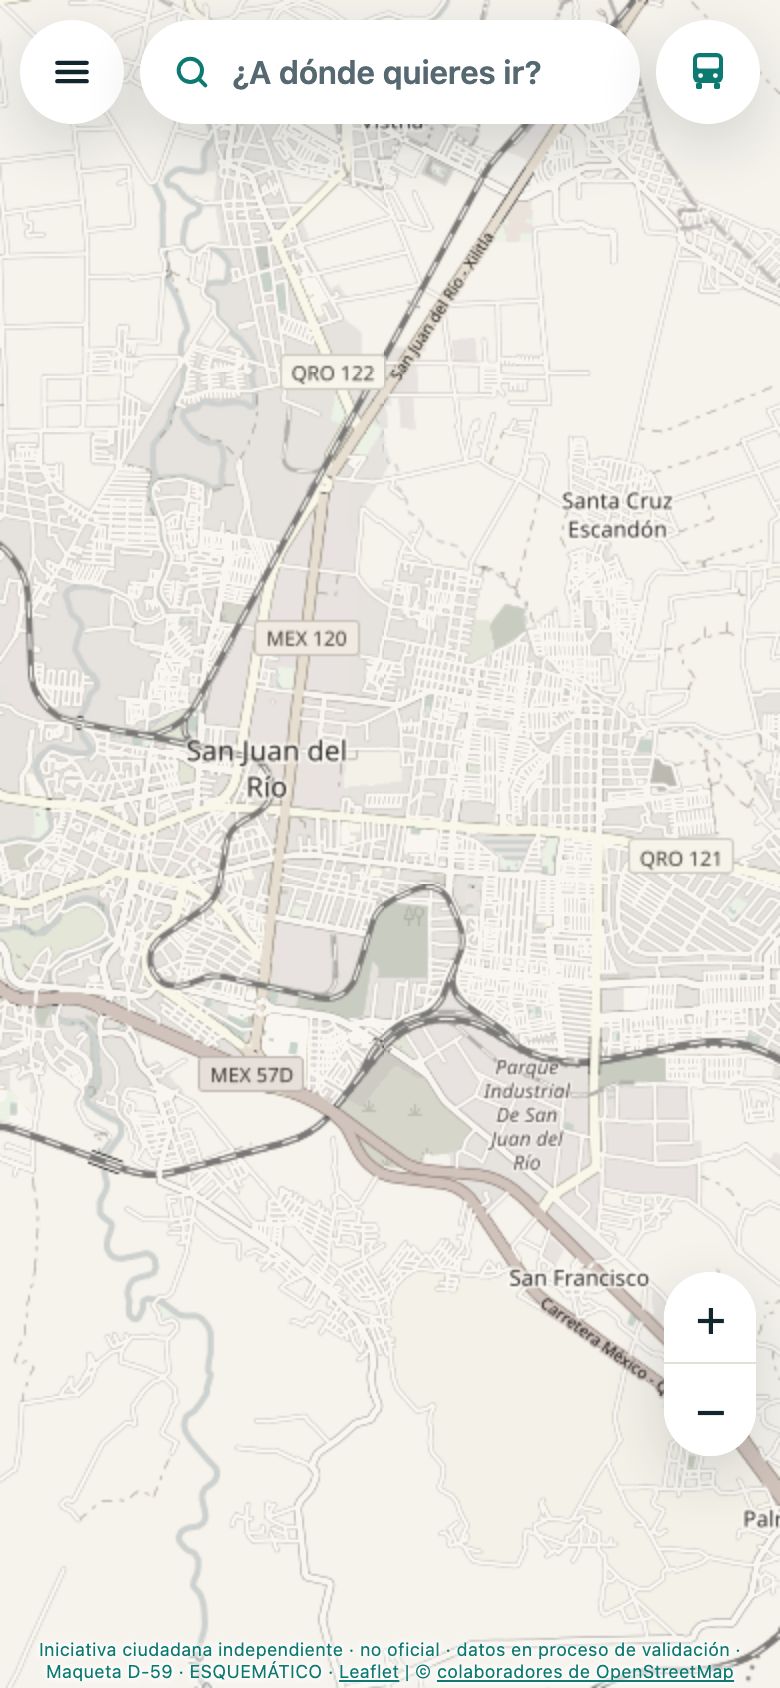 ¿A dónde quieres ir?
San Juan del Río - Xilitla
QRO 122
Santa Cruz
Escandón
MEX 120
San Juan del
Río
QRO 121
MEX 57D
Parque
Industrial
De San
Juan del
Río
San Francisco
Carretera México -
+
−
Iniciativa ciudadana independiente · no oficial · datos en proceso de validación ·
Maqueta D-59 · ESQUEMÁTICO · Leaflet | © colaboradores de OpenStreetMap